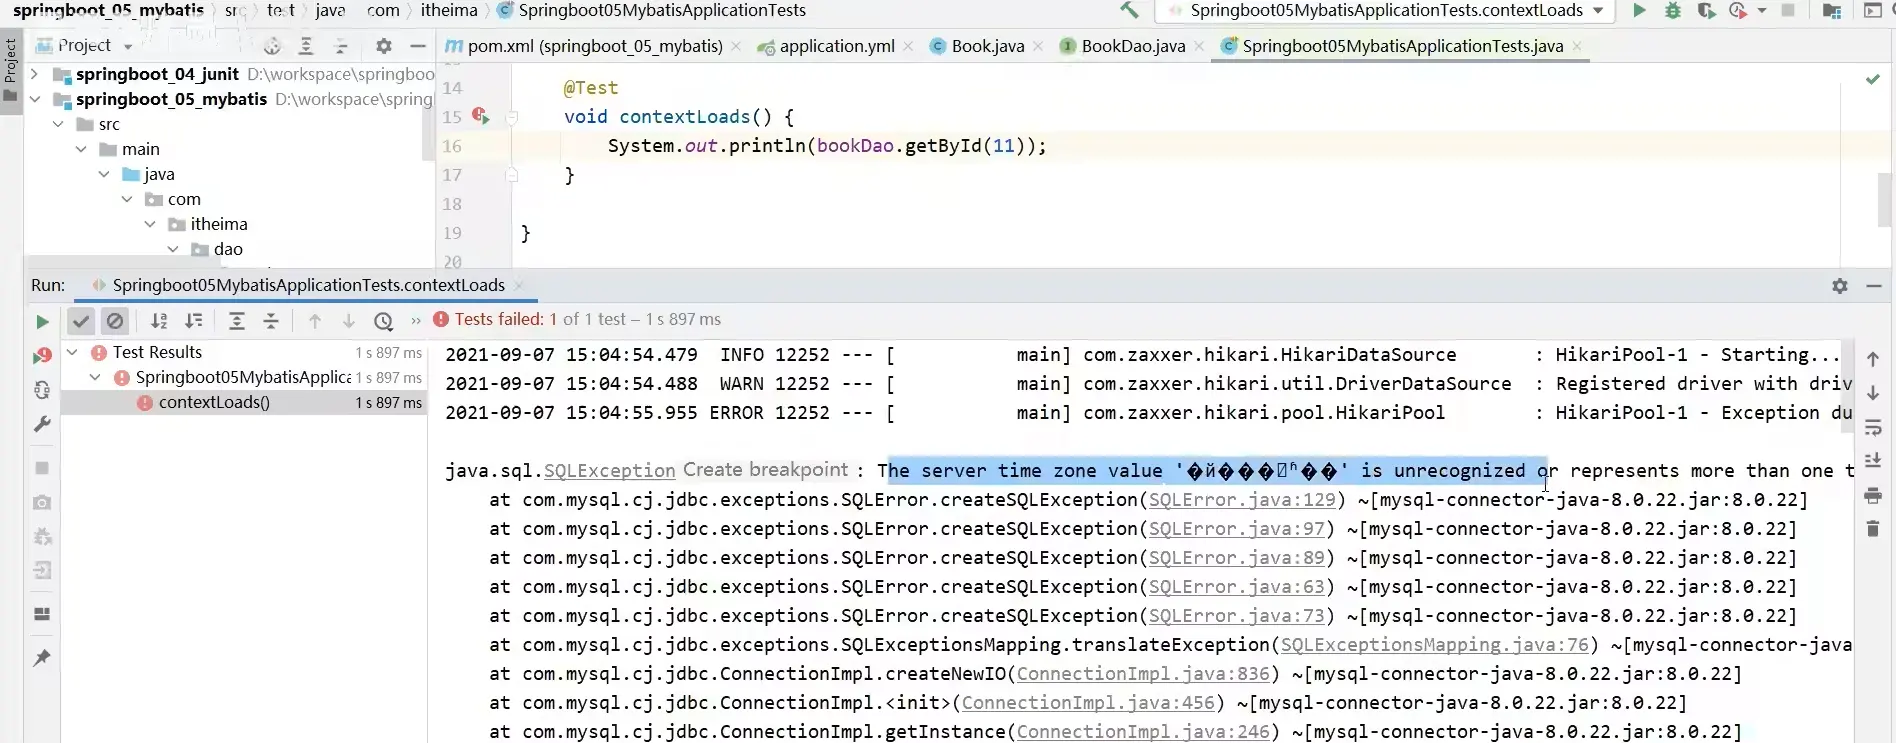 springboot_05_mybatis src test java com itheima Springboot05MybatisApplicationTests
Springboot05MybatisApplicationTests.contextLoads
Project
Project
pom.xml (springboot_05_mybatis)
application.yml
Book.java
BookDao.java
Springboot05MybatisApplicationTests.java
springboot_04_junit D:\workspace\springboo
springboot_05_mybatis D:\workspace\spring
src
main
java
com
itheima
dao
14 @Test
15 void contextLoads() {
16 System.out.println(bookDao.getById(11));
17 }
18
19 }
20
Run: Springboot05MybatisApplicationTests.contextLoads
Tests failed: 1 of 1 test – 1 s 897 ms
Test Results 1 s 897 ms
Springboot05MybatisApplica 1 s 897 ms
contextLoads() 1 s 897 ms
2021-09-07 15:04:54.479 INFO 12252 --- [ main] com.zaxxer.hikari.HikariDataSource : HikariPool-1 - Starting...
2021-09-07 15:04:54.488 WARN 12252 --- [ main] com.zaxxer.hikari.util.DriverDataSource : Registered driver with driv
2021-09-07 15:04:55.955 ERROR 12252 --- [ main] com.zaxxer.hikari.pool.HikariPool : HikariPool-1 - Exception du
java.sql.SQLException Create breakpoint : The server time zone value '�й���׼ʱ��' is unrecognized or represents more than one t
at com.mysql.cj.jdbc.exceptions.SQLError.createSQLException(SQLError.java:129) ~[mysql-connector-java-8.0.22.jar:8.0.22]
at com.mysql.cj.jdbc.exceptions.SQLError.createSQLException(SQLError.java:97) ~[mysql-connector-java-8.0.22.jar:8.0.22]
at com.mysql.cj.jdbc.exceptions.SQLError.createSQLException(SQLError.java:89) ~[mysql-connector-java-8.0.22.jar:8.0.22]
at com.mysql.cj.jdbc.exceptions.SQLError.createSQLException(SQLError.java:63) ~[mysql-connector-java-8.0.22.jar:8.0.22]
at com.mysql.cj.jdbc.exceptions.SQLError.createSQLException(SQLError.java:73) ~[mysql-connector-java-8.0.22.jar:8.0.22]
at com.mysql.cj.jdbc.exceptions.SQLExceptionsMapping.translateException(SQLExceptionsMapping.java:76) ~[mysql-connector-java
at com.mysql.cj.jdbc.ConnectionImpl.createNewIO(ConnectionImpl.java:836) ~[mysql-connector-java-8.0.22.jar:8.0.22]
at com.mysql.cj.jdbc.ConnectionImpl.<init>(ConnectionImpl.java:456) ~[mysql-connector-java-8.0.22.jar:8.0.22]
at com.mysql.cj.jdbc.ConnectionImpl.getInstance(ConnectionImpl.java:246) ~[mysql-connector-java-8.0.22.jar:8.0.22]